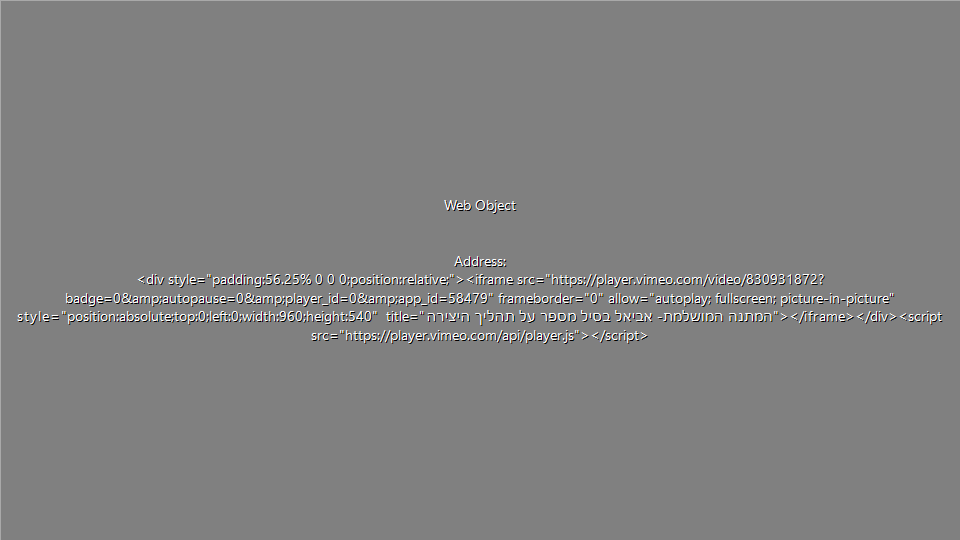 Web Object
Address:
<div style="padding:56.25% 0 0 0;position:relative;"><iframe src="https://player.vimeo.com/video/830931872?
badge=0&amp;autopause=0&amp;player_id=0&amp;app_id=58479" frameborder="0" allow="autoplay; fullscreen; picture-in-picture"
style="position:absolute;top:0;left:0;width:960;height:540"  title="המתנה המושלמת- אביאל בסיל מספר על תהליך היצירה"></iframe></div><script
src="https://player.vimeo.com/api/player.js"></script>